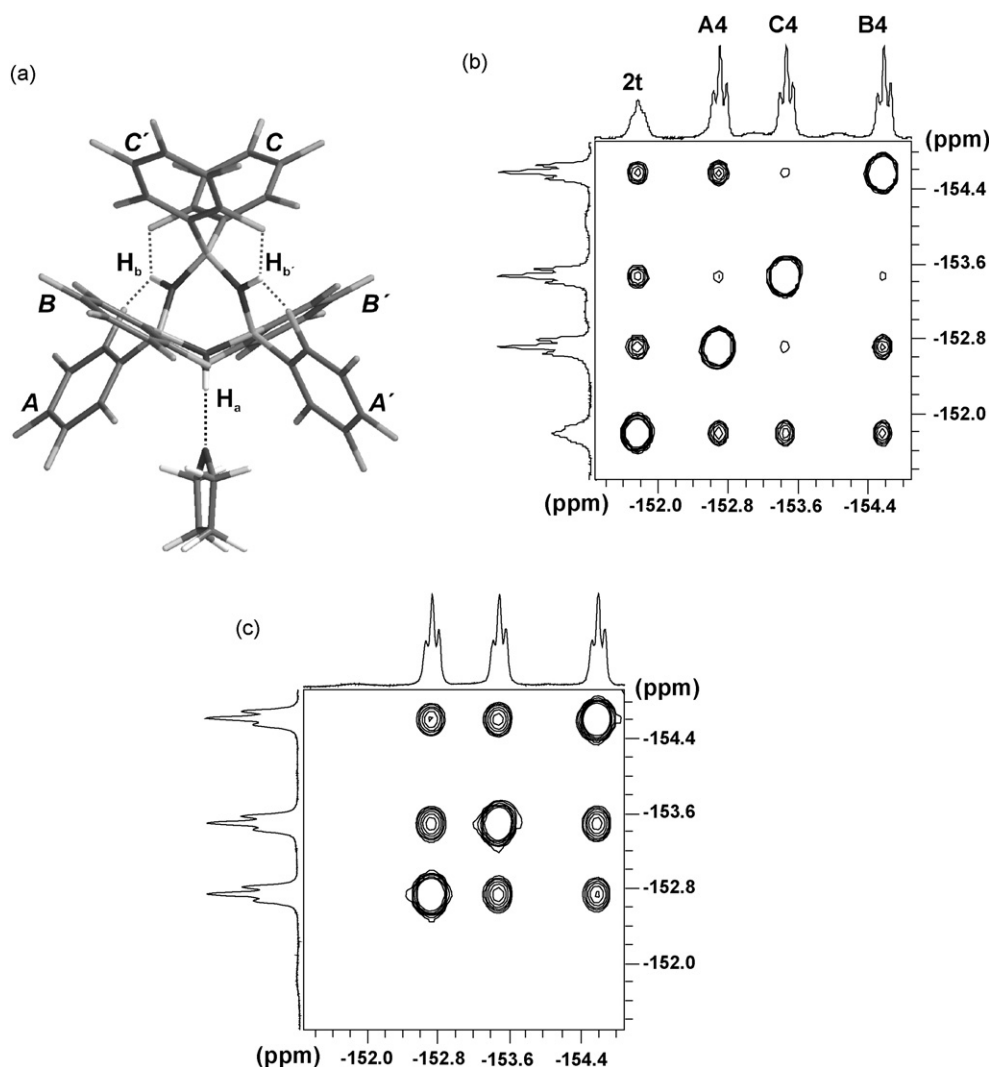 (a)
C´ C
H_b H_b´
B B´
A A´
H_a
(b)
A4 C4 B4
2t
(ppm)
-154.4
-153.6
-152.8
-152.0
(ppm) -152.0 -152.8 -153.6 -154.4
(c)
(ppm)
-154.4
-153.6
-152.8
-152.0
(ppm) -152.0 -152.8 -153.6 -154.4